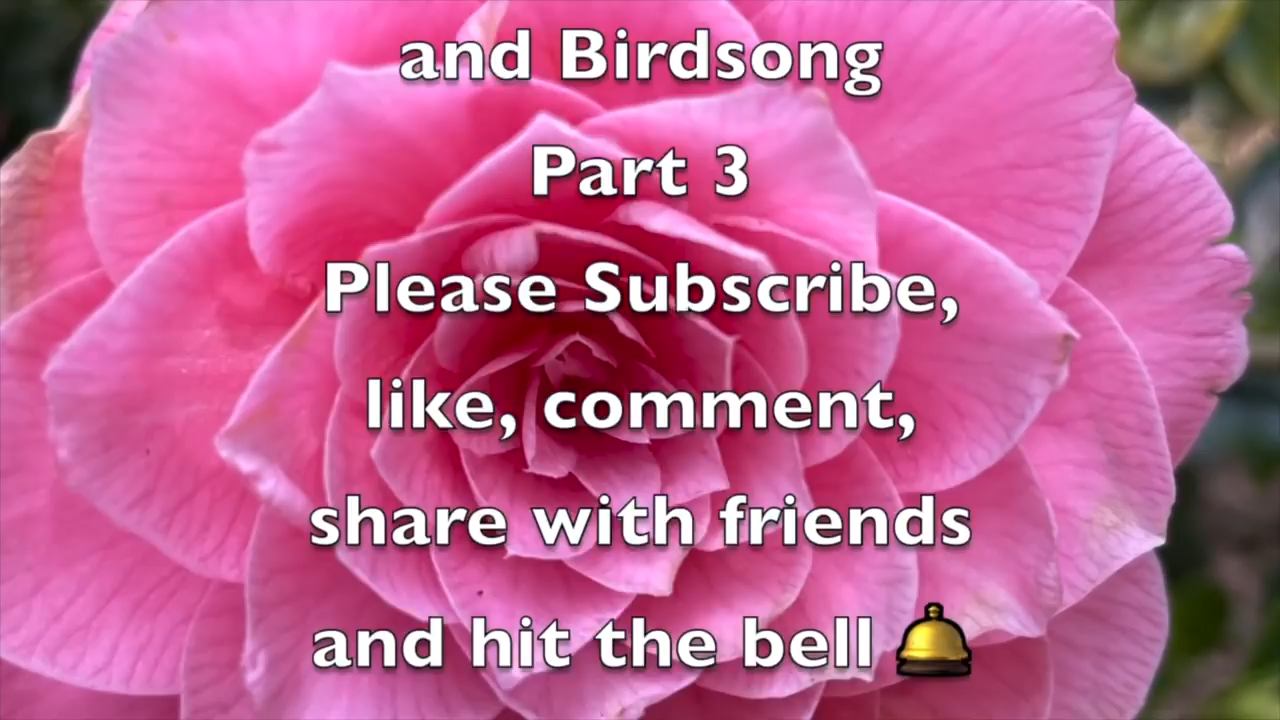 and Birdsong
Part 3
Please Subscribe,
like, comment,
share with friends
and hit the bell 🛎